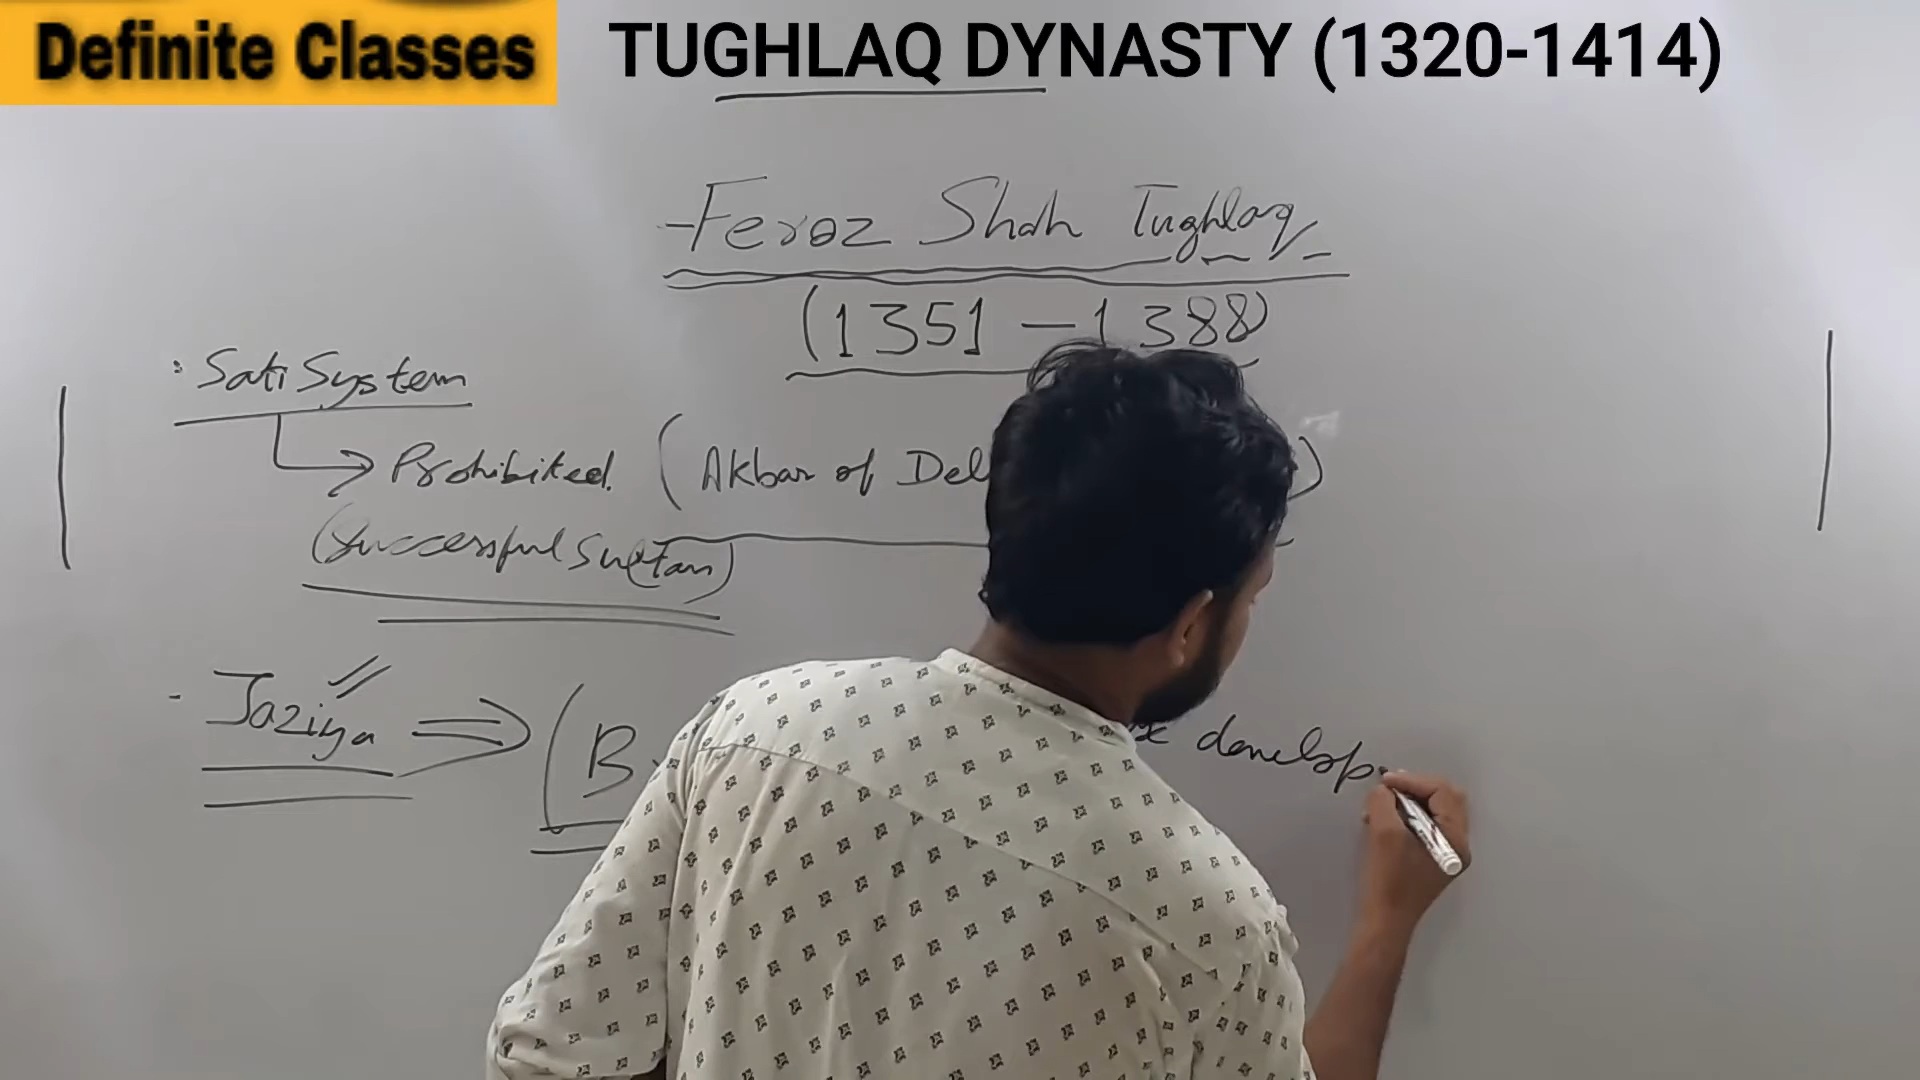 Definite Classes TUGHLAQ DYNASTY (1320-1414)
- Feroz Shah Tughlaq
(1351 - 1388)
: Sati System
→ Prohibited. (Akbar of Del )
(Successful Sultan)
- Jaziya ⇒ (B
develop